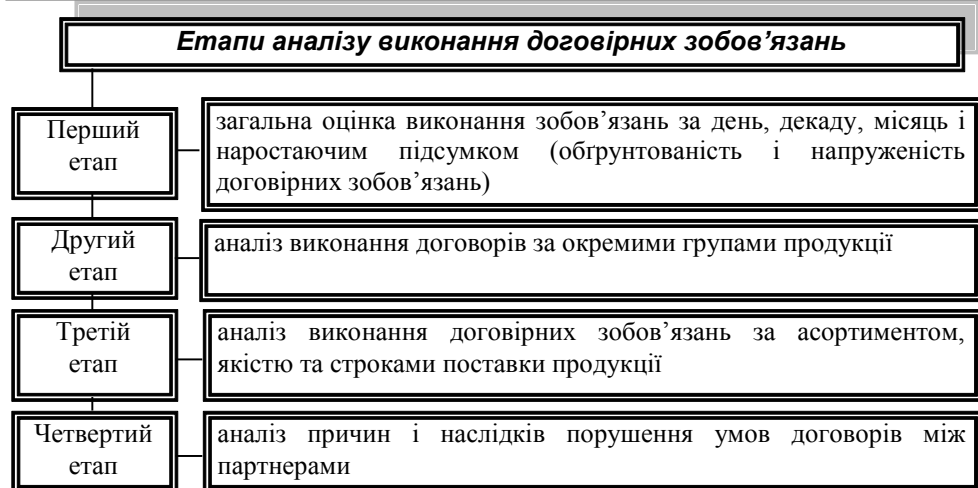 Етапи аналізу виконання договірних зобов’язань
Перший
етап
загальна оцінка виконання зобов’язань за день, декаду, місяць і
наростаючим підсумком (обґрунтованість і напруженість
договірних зобов’язань)
Другий
етап
аналіз виконання договорів за окремими групами продукції
Третій
етап
аналіз виконання договірних зобов’язань за асортиментом,
якістю та строками поставки продукції
Четвертий
етап
аналіз причин і наслідків порушення умов договорів між
партнерами